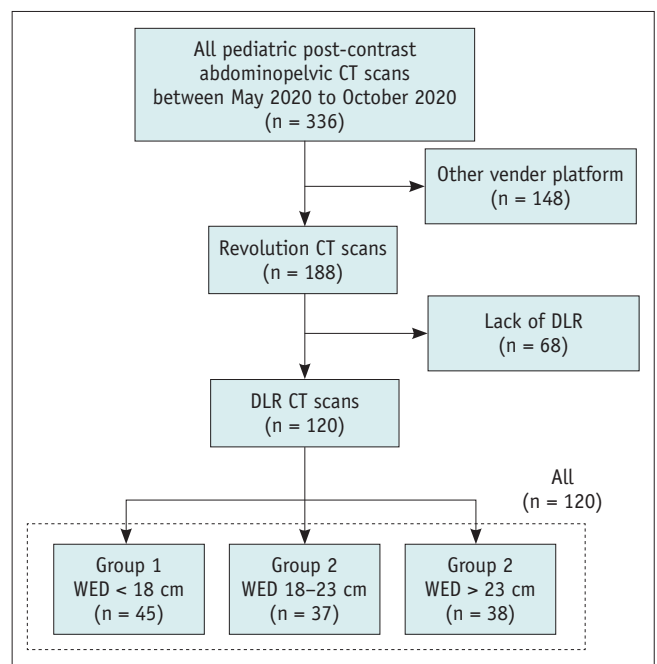 All pediatric post-contrast
abdominopelvic CT scans
between May 2020 to October 2020
(n = 336)
Other vender platform
(n = 148)
Revolution CT scans
(n = 188)
Lack of DLR
(n = 68)
DLR CT scans
(n = 120)
All
(n = 120)
Group 1
WED < 18 cm
(n = 45)
Group 2
WED 18–23 cm
(n = 37)
Group 2
WED > 23 cm
(n = 38)